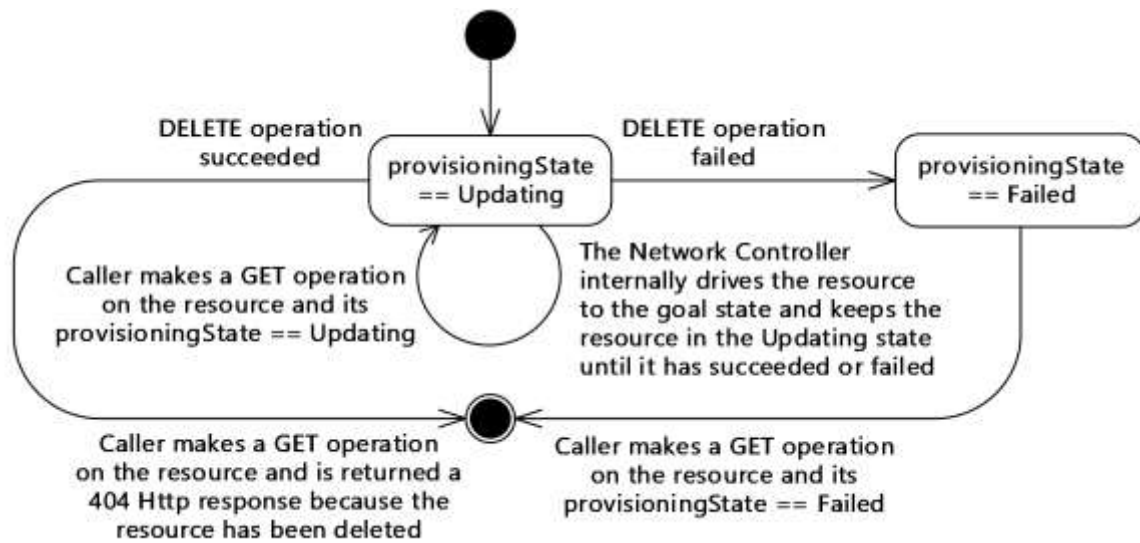 DELETE operation
succeeded
provisioningState
== Updating
DELETE operation
failed
provisioningState
== Failed
Caller makes a GET operation
on the resource and its
provisioningState == Updating
The Network Controller
internally drives the resource
to the goal state and keeps the
resource in the Updating state
until it has succeeded or failed
Caller makes a GET operation
on the resource and is returned a
404 Http response because the
resource has been deleted
Caller makes a GET operation
on the resource and its
provisioningState == Failed